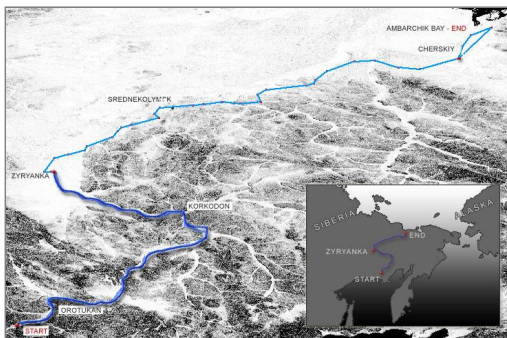 AMBARCHIK BAY - END
CHERSKIY
SREDNEKOLYMSK
ZYRYANKA
KORKODON
OROTUKAN
START
SIBERIA
ALASKA
END
ZYRYANKA
START